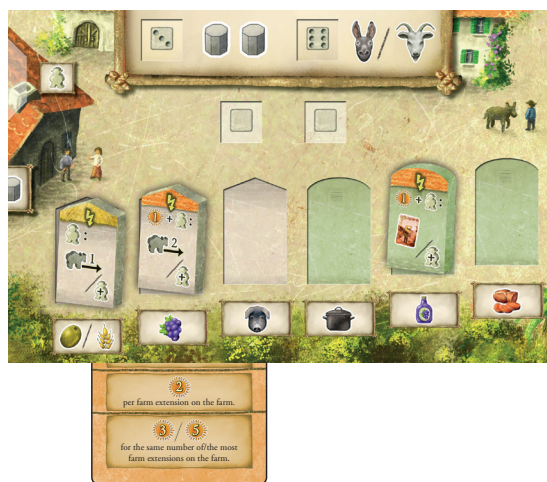 1 + :
1 + :
:
2
1
2
per farm extension on the farm.
3 / 5
for the same number of/the most
farm extensions on the farm.